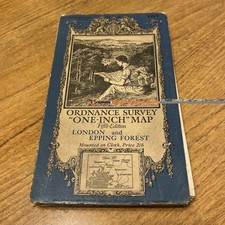 ORDNANCE SURVEY
"ONE-INCH" MAP
Fifth Edition
LONDON and
EPPING FOREST
Mounted on Cloth, Price 2/6